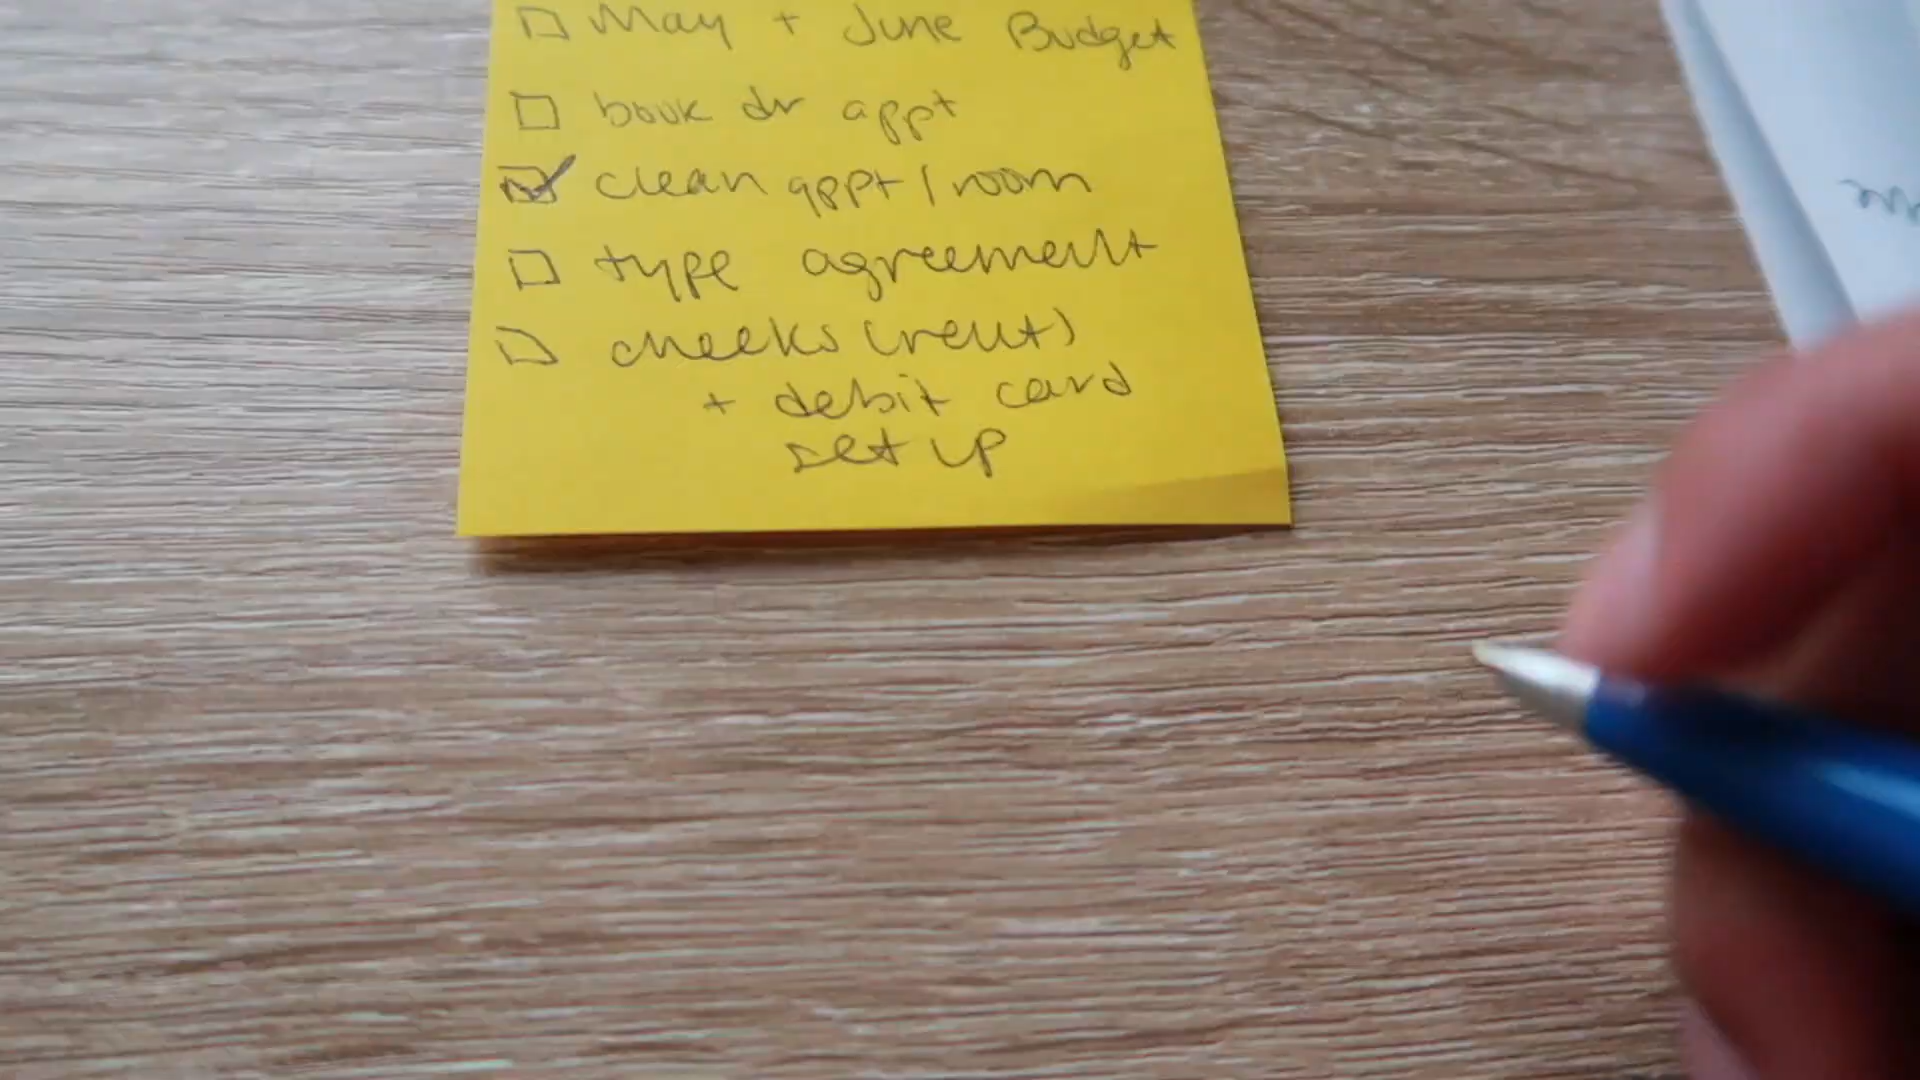 May + June Budget
book dr appt
clean appt/room
type agreement
checks (rent)
+ debit card
set up